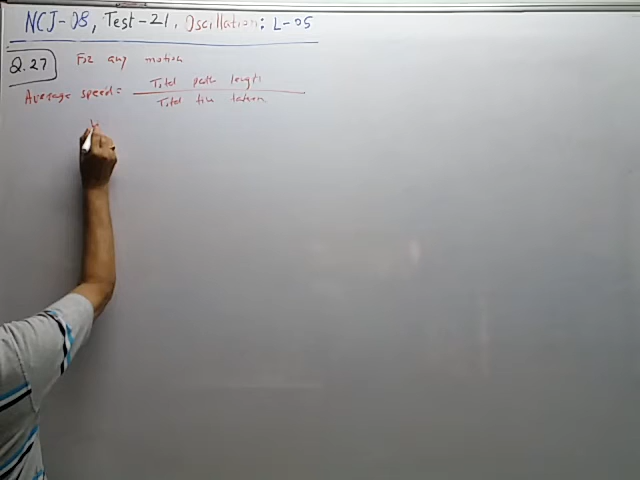 NCJ-08, Test-21, Oscillation: L-05
Q.27 For any motion
Average speed = Total path length
Total time taken